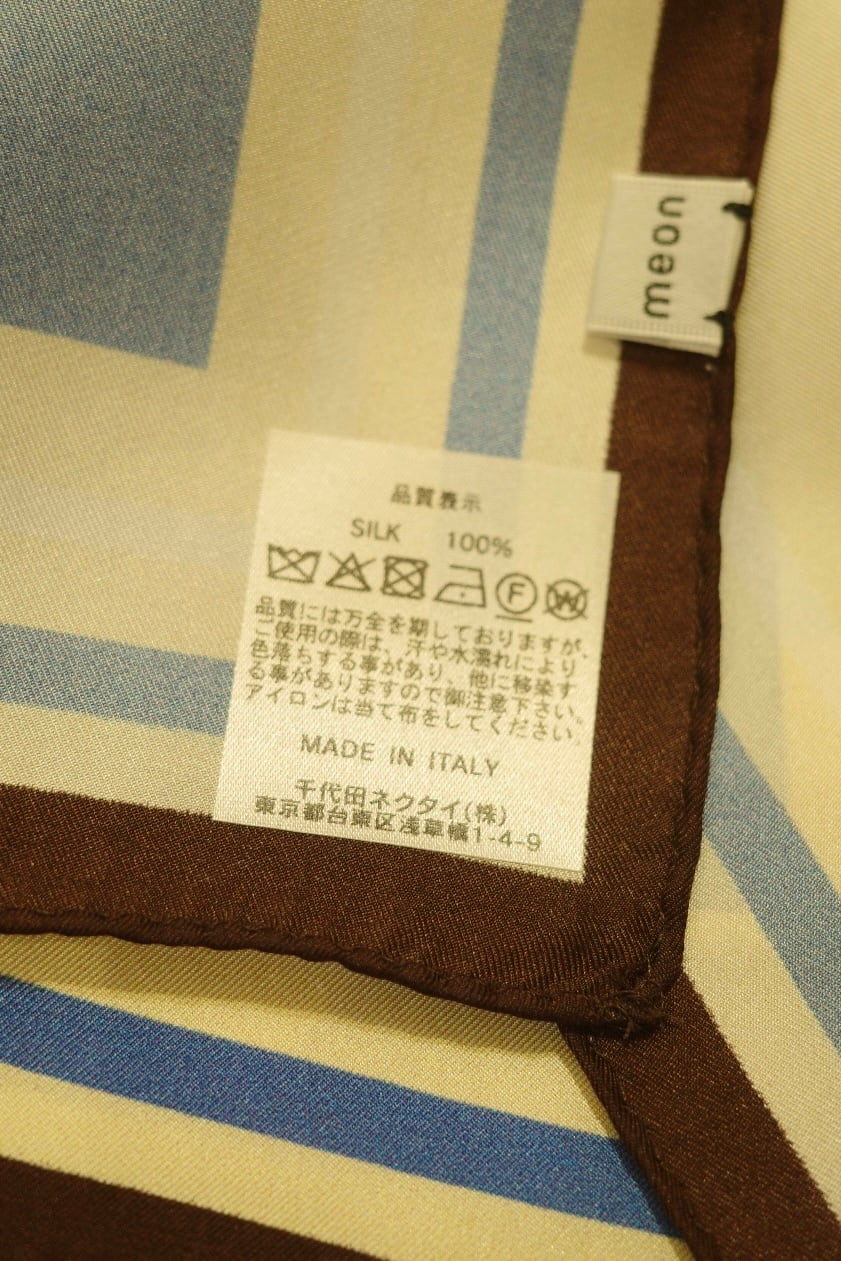 meon
品質表示
SILK 100%
F W
品質には万全を期しておりますが、
ご使用の際は、汗や水濡れにより
色落ちする事があり、他に移染す
る事がありますので御注意下さい。
アイロンは当て布をしてください。
MADE IN ITALY
千代田ネクタイ(株)
東京都台東区浅草橋1-4-9